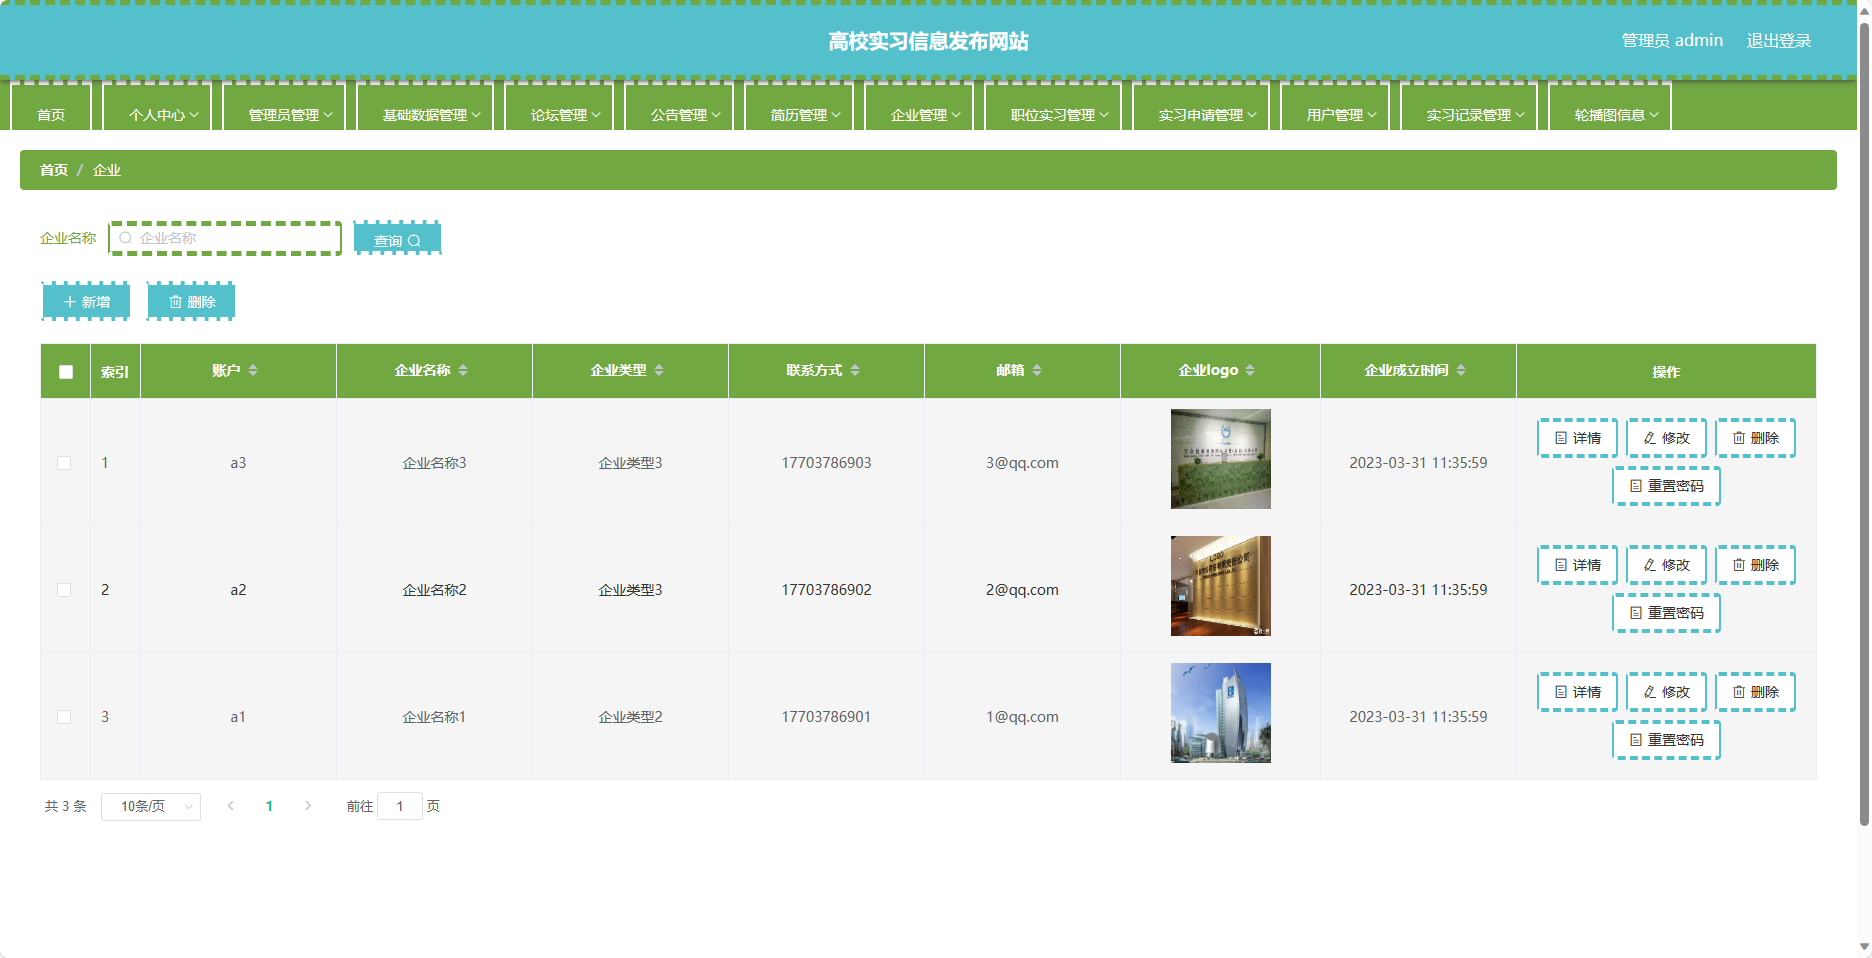 高校实习信息发布网站
管理员 admin 退出登录
首页 个人中心 管理员管理 基础数据管理 论坛管理 公告管理 简历管理 企业管理 职位实习管理 实习申请管理 用户管理 实习记录管理 轮播图信息
首页 / 企业
企业名称 企业名称 查询
新增 删除
索引 账户 企业名称 企业类型 联系方式 邮箱 企业logo 企业成立时间 操作
1 a3 企业名称3 企业类型3 17703786903 3@qq.com 2023-03-31 11:35:59 详情 修改 删除
重置密码
2 a2 企业名称2 企业类型3 17703786902 2@qq.com 2023-03-31 11:35:59 详情 修改 删除
重置密码
3 a1 企业名称1 企业类型2 17703786901 1@qq.com 2023-03-31 11:35:59 详情 修改 删除
重置密码
共 3 条 10条/页 1 前往 1 页